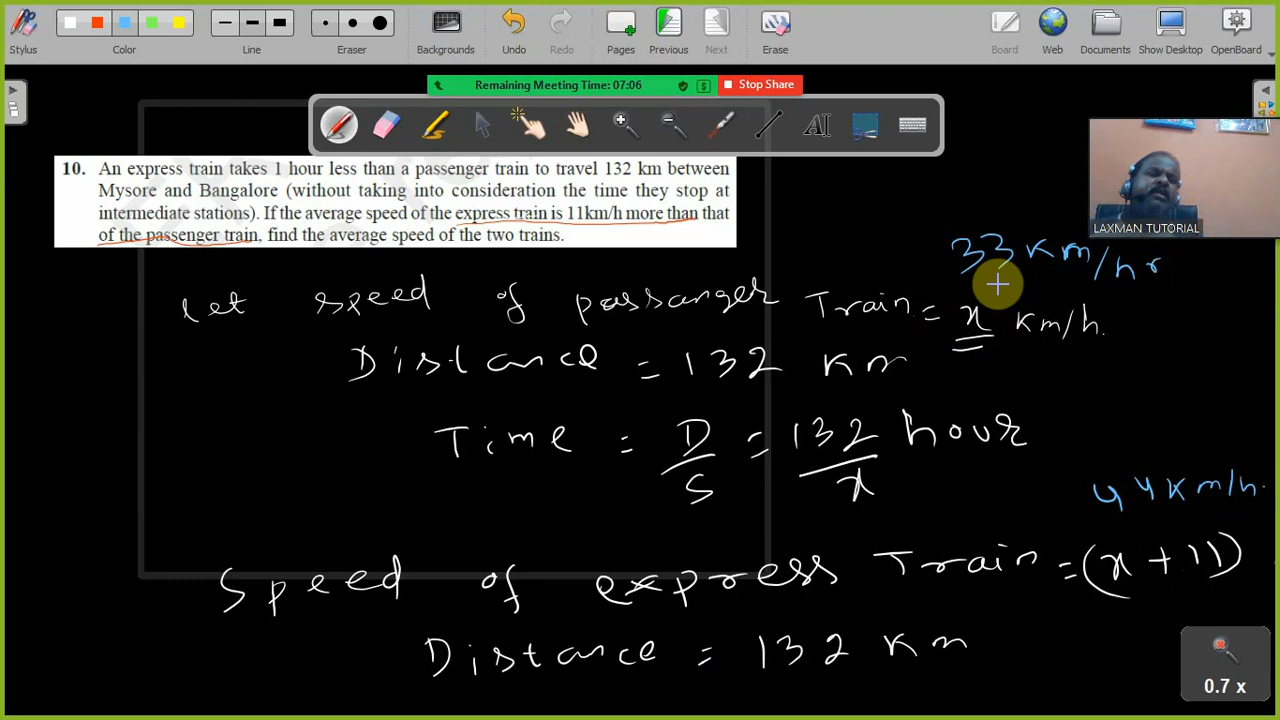 Stylus
Color
Line
Eraser
Backgrounds
Undo
Redo
Pages
Previous
Next
Erase
Board
Web
Documents
Show Desktop
OpenBoard
Remaining Meeting Time: 07:06
Stop Share
AI
LAXMAN TUTORIAL
10. An express train takes 1 hour less than a passenger train to travel 132 km between
Mysore and Bangalore (without taking into consideration the time they stop at
intermediate stations). If the average speed of the express train is 11km/h more than that
of the passenger train, find the average speed of the two trains.
33 Km/hr
Let speed of passanger Train = x Km/h.
Distance = 132 Km
Time = D/S = 132/x hour
44Km/h.
Speed of express Train = (x + 11)
Distance = 132 Km
0.7 x